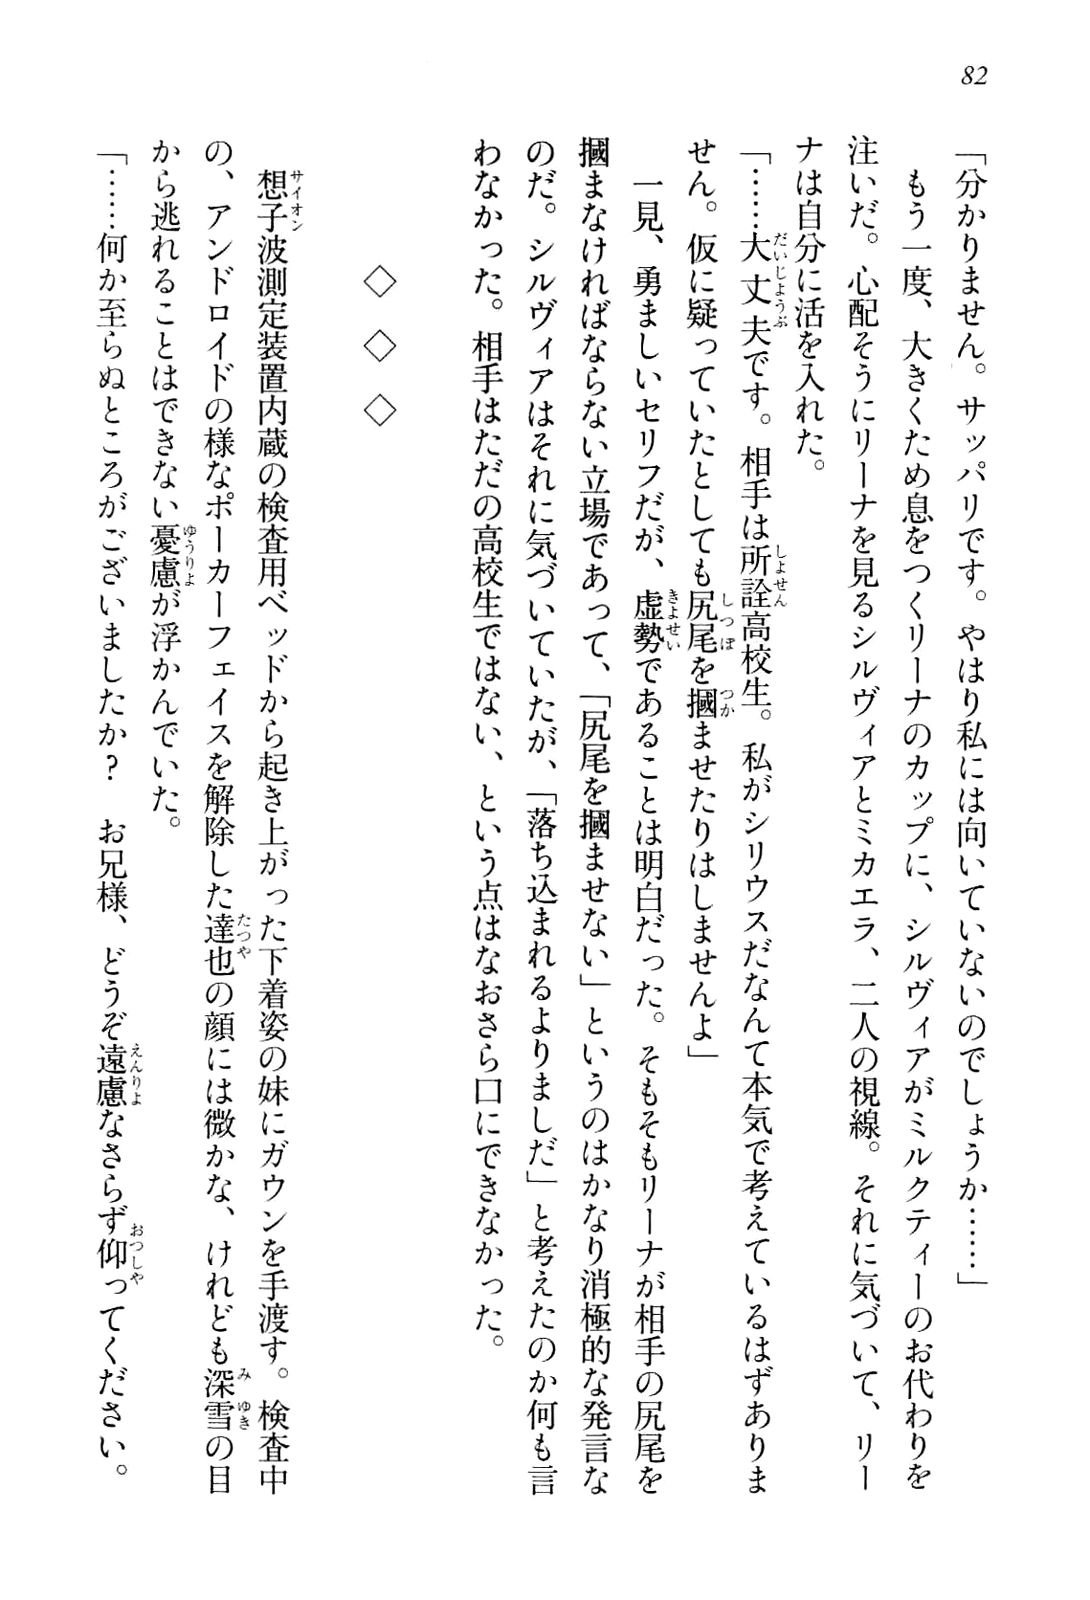 82
「分かりません。サッパリです。やはり私には向いていないのでしょうか……」
　もう一度、大きくため息をつくリーナのカップに、シルヴィアがミルクティーのお代わりを
注いだ。心配そうにリーナを見るシルヴィアとミカエラ、二人の視線。それに気づいて、リー
ナは自分に活を入れた。
「……大丈夫です。相手は所詮高校生。私がシリウスだなんて本気で考えているはずありま
せん。仮に疑っていたとしても尻尾を摑ませたりはしませんよ」
　一見、勇ましいセリフだが、虚勢であることは明白だった。そもそもリーナが相手の尻尾を
摑まなければならない立場であって、「尻尾を摑ませない」というのはかなり消極的な発言な
のだ。シルヴィアはそれに気づいていたが、「落ち込まれるよりましだ」と考えたのか何も言
わなかった。相手はただの高校生ではない、という点はなおさら口にできなかった。
◇　◇　◇
　想子波測定装置内蔵の検査用ベッドから起き上がった下着姿の妹にガウンを手渡す。検査中
の、アンドロイドの様なポーカーフェイスを解除した達也の顔には微かな、けれども深雪の目
から逃れることはできない憂慮が浮かんでいた。
「……何か至らぬところがございましたか？　お兄様、どうぞ遠慮なさらず仰ってください。